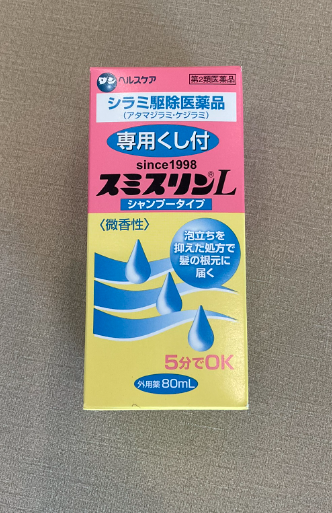 ダンヘルスケア
第2類医薬品
シラミ駆除医薬品
(アタマジラミ・ケジラミ)
専用くし付
since1998
スミスリン®L
シャンプータイプ
〈微香性〉
泡立ちを
抑えた処方で
髪の根元に
届く
5分でOK
外用薬 80mL